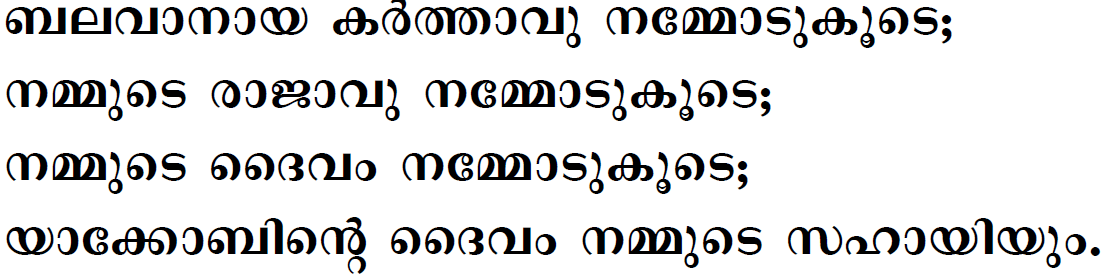 ബലവാനായ കർത്താവു നമ്മോടുകൂടെ;
നമ്മുടെ രാജാവു നമ്മോടുകൂടെ;
നമ്മുടെ ദൈവം നമ്മോടുകൂടെ;
യാക്കോബിന്റെ ദൈവം നമ്മുടെ സഹായിയും.